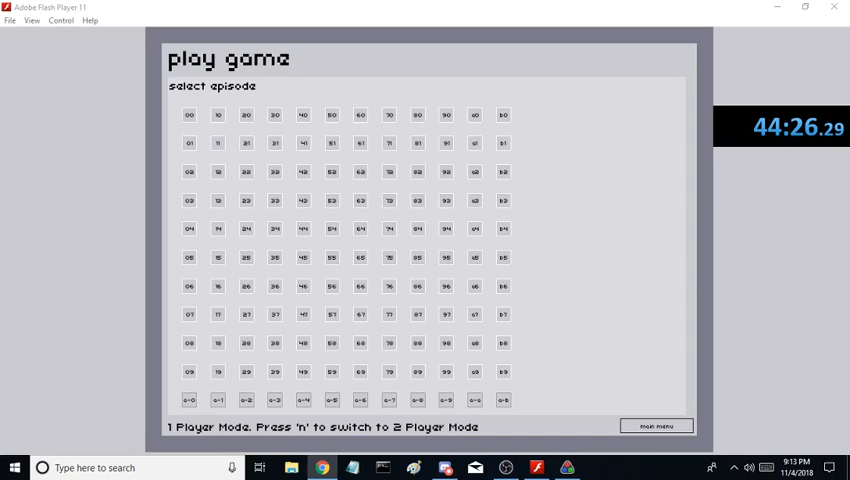 Adobe Flash Player 11
File View Control Help
play game
select episode
00 10 20 30 40 50 60 70 80 90 a0 b0
01 11 21 31 41 51 61 71 81 91 a1 b1
02 12 22 32 42 52 62 72 82 92 a2 b2
03 13 23 33 43 53 63 73 83 93 a3 b3
04 14 24 34 44 54 64 74 84 94 a4 b4
05 15 25 35 45 55 65 75 85 95 a5 b5
06 16 26 36 46 56 66 76 86 96 a6 b6
07 17 27 37 47 57 67 77 87 97 a7 b7
08 18 28 38 48 58 68 78 88 98 a8 b8
09 19 29 39 49 59 69 79 89 99 a9 b9
c-0 c-1 c-2 c-3 c-4 c-5 c-6 c-7 c-8 c-9 c-a c-b
1 Player Mode. Press 'n' to switch to 2 Player Mode
main menu
44:26.29
Type here to search
9:13 PM
11/4/2018